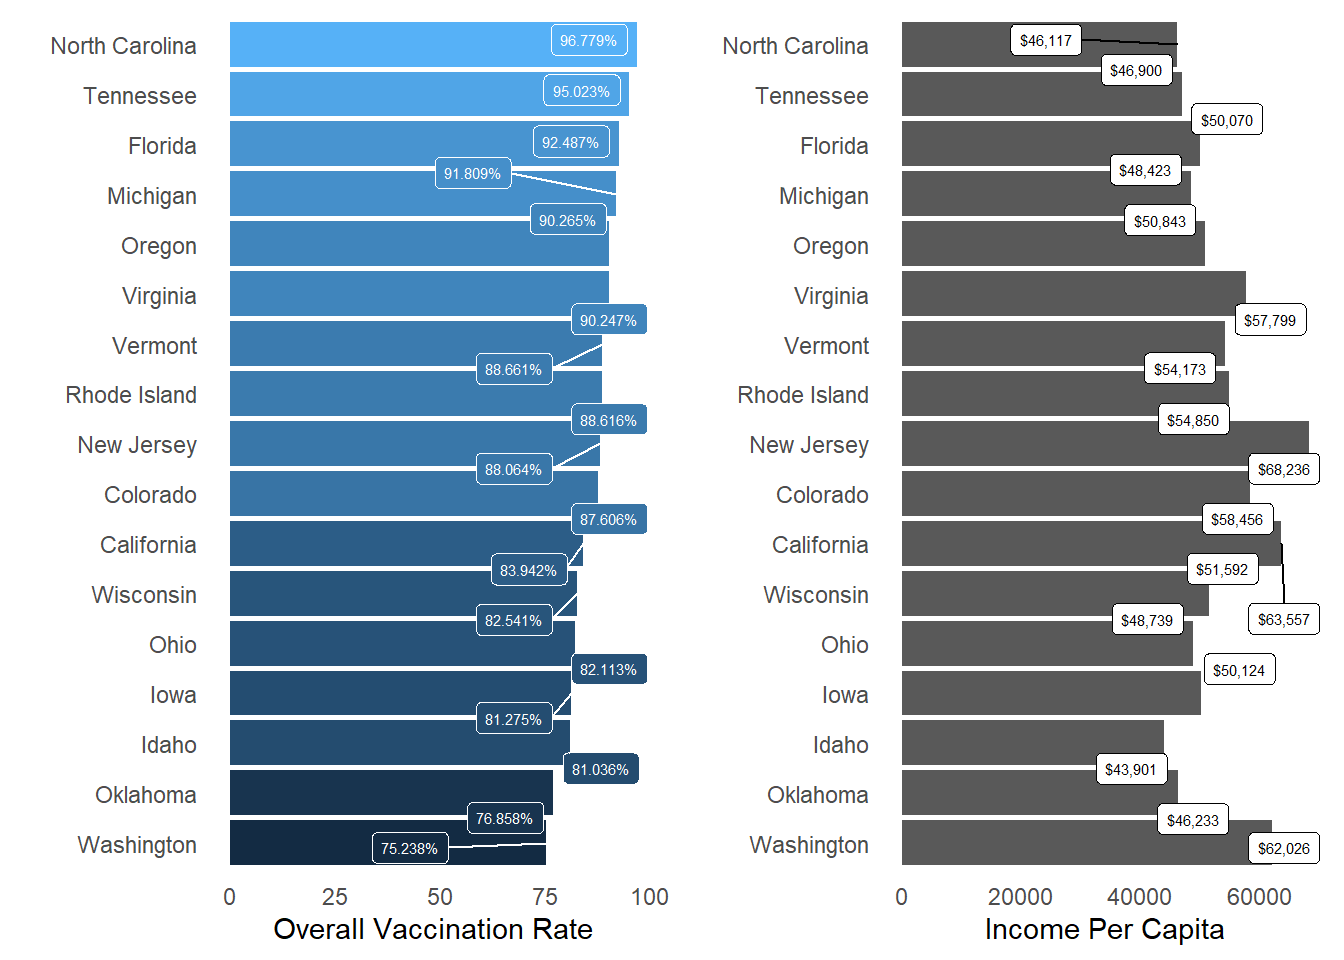 North Carolina
Tennessee
Florida
Michigan
Oregon
Virginia
Vermont
Rhode Island
New Jersey
Colorado
California
Wisconsin
Ohio
Iowa
Idaho
Oklahoma
Washington
96.779%
95.023%
92.487%
91.809%
90.265%
90.247%
88.661%
88.616%
88.064%
87.606%
83.942%
82.541%
82.113%
81.275%
81.036%
76.858%
75.238%
0 25 50 75 100
Overall Vaccination Rate
North Carolina
Tennessee
Florida
Michigan
Oregon
Virginia
Vermont
Rhode Island
New Jersey
Colorado
California
Wisconsin
Ohio
Iowa
Idaho
Oklahoma
Washington
$46,117
$46,900
$50,070
$48,423
$50,843
$57,799
$54,173
$54,850
$68,236
$58,456
$51,592
$63,557
$48,739
$50,124
$43,901
$46,233
$62,026
0 20000 40000 60000
Income Per Capita